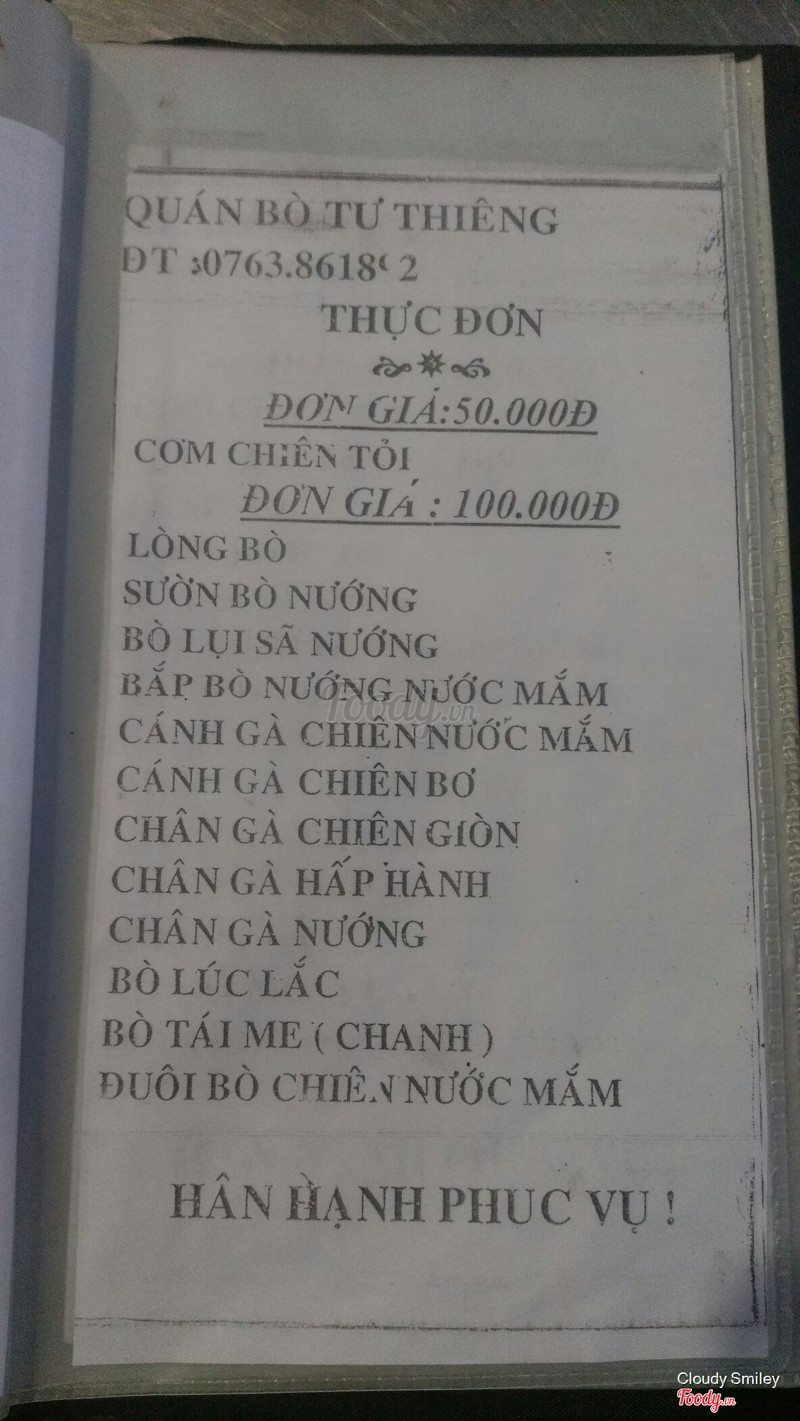 QUÁN BÒ TƯ THIÊNG
ĐT :
THỰC ĐƠN
ĐƠN GIÁ:50.000Đ
CƠM CHIÊN TỎI
ĐƠN GIÁ : 100.000Đ
LÒNG BÒ
SƯỜN BÒ NƯỚNG
BÒ LỤI SÃ NƯỚNG
BẮP BÒ NƯỚNG NƯỚC MẮM
CÁNH GÀ CHIÊN NƯỚC MẮM
CÁNH GÀ CHIÊN BƠ
CHÂN GÀ CHIÊN GIÒN
CHÂN GÀ HẤP HÀNH
CHÂN GÀ NƯỚNG
BÒ LÚC LẮC
BÒ TÁI ME ( CHANH )
ĐUÔI BÒ CHIÊN NƯỚC MẮM
HÂN HẠNH PHUC VỤ !
Foody.vn
Cloudy Smiley
Foody.vn